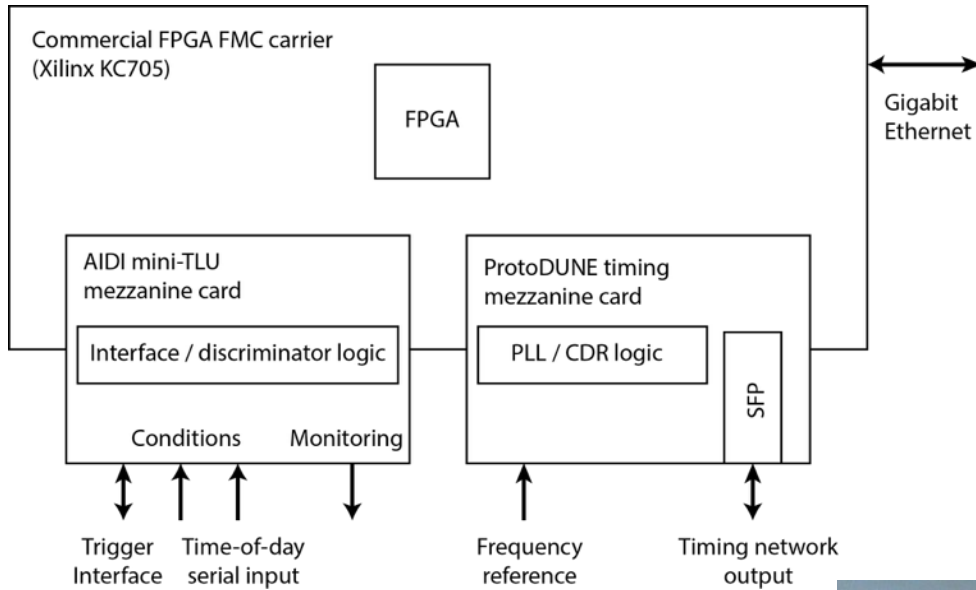 Commercial FPGA FMC carrier
(Xilinx KC705)
FPGA
Gigabit
Ethernet
AIDI mini-TLU
mezzanine card
Interface / discriminator logic
Conditions
Monitoring
ProtoDUNE timing
mezzanine card
PLL / CDR logic
SFP
Trigger
Interface
Time-of-day
serial input
Frequency
reference
Timing network
output